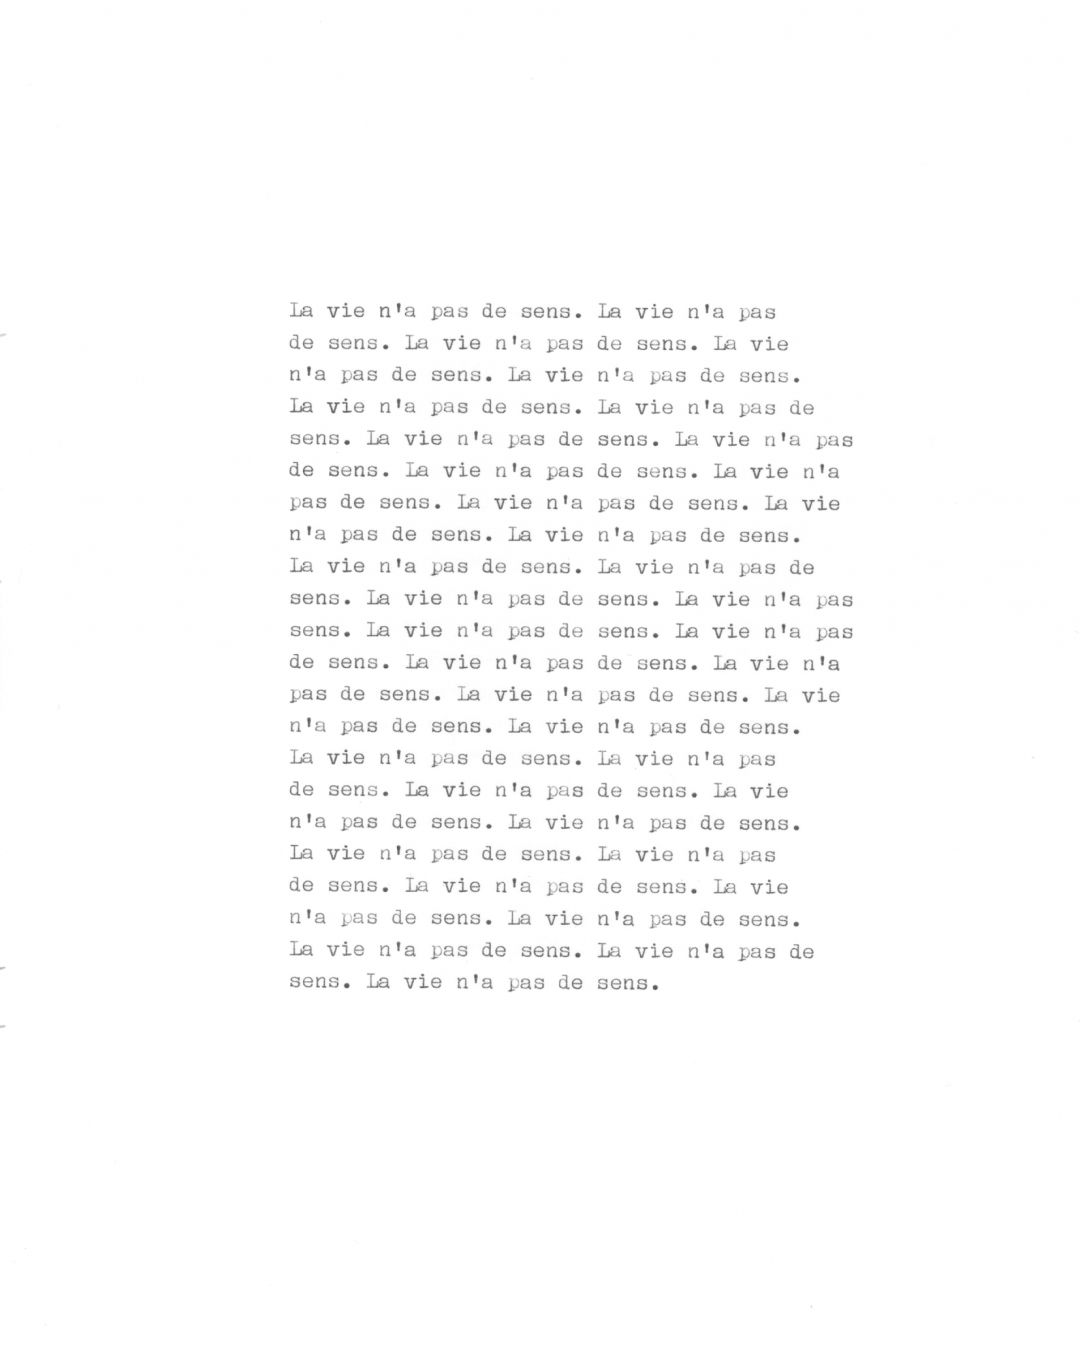 La vie n'a pas de sens. La vie n'a pas
de sens. La vie n'a pas de sens. La vie
n'a pas de sens. La vie n'a pas de sens.
La vie n'a pas de sens. La vie n'a pas de
sens. La vie n'a pas de sens. La vie n'a pas
de sens. La vie n'a pas de sens. La vie n'a
pas de sens. La vie n'a pas de sens. La vie
n'a pas de sens. La vie n'a pas de sens.
La vie n'a pas de sens. La vie n'a pas de
sens. La vie n'a pas de sens. La vie n'a pas
sens. La vie n'a pas de sens. La vie n'a pas
de sens. La vie n'a pas de sens. La vie n'a
pas de sens. La vie n'a pas de sens. La vie
n'a pas de sens. La vie n'a pas de sens.
La vie n'a pas de sens. La vie n'a pas
de sens. La vie n'a pas de sens. La vie
n'a pas de sens. La vie n'a pas de sens.
La vie n'a pas de sens. La vie n'a pas
de sens. La vie n'a pas de sens. La vie
n'a pas de sens. La vie n'a pas de sens.
La vie n'a pas de sens. La vie n'a pas de
sens. La vie n'a pas de sens.